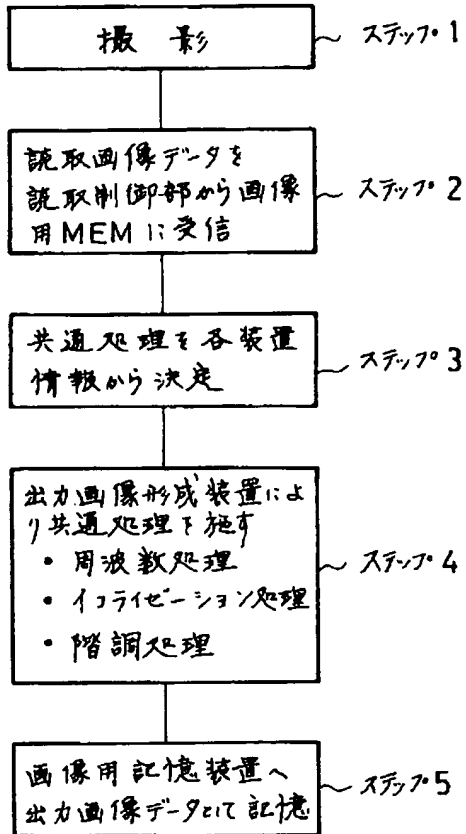 撮影
ステップ1
読取画像データを
読取制御部から画像
用MEMに受信
ステップ2
共通処理を各装置
情報から決定
ステップ3
出力画像形成装置によ
り共通処理を施す
・周波数処理
・イコライゼーション処理
・階調処理
ステップ4
画像用記憶装置へ
出力画像データとして記憶
ステップ5